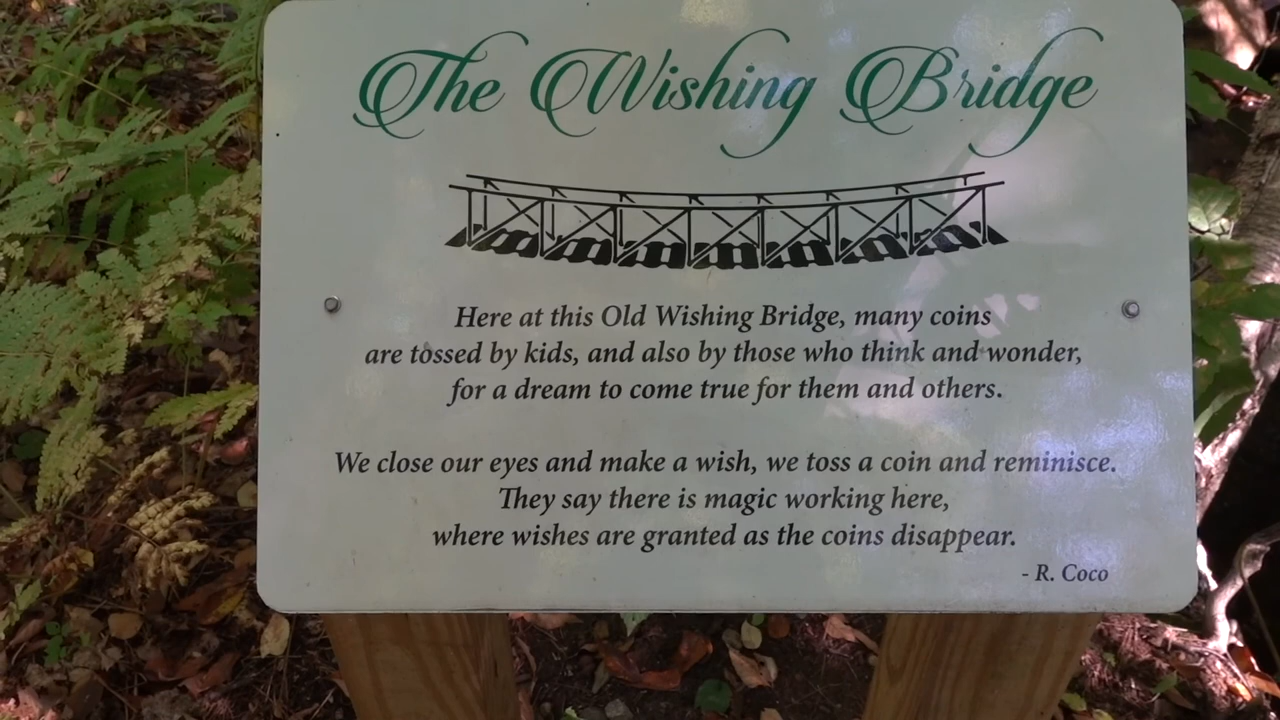 The Wishing Bridge
Here at this Old Wishing Bridge, many coins
are tossed by kids, and also by those who think and wonder,
for a dream to come true for them and others.
We close our eyes and make a wish, we toss a coin and reminisce.
They say there is magic working here,
where wishes are granted as the coins disappear.
- R. Coco